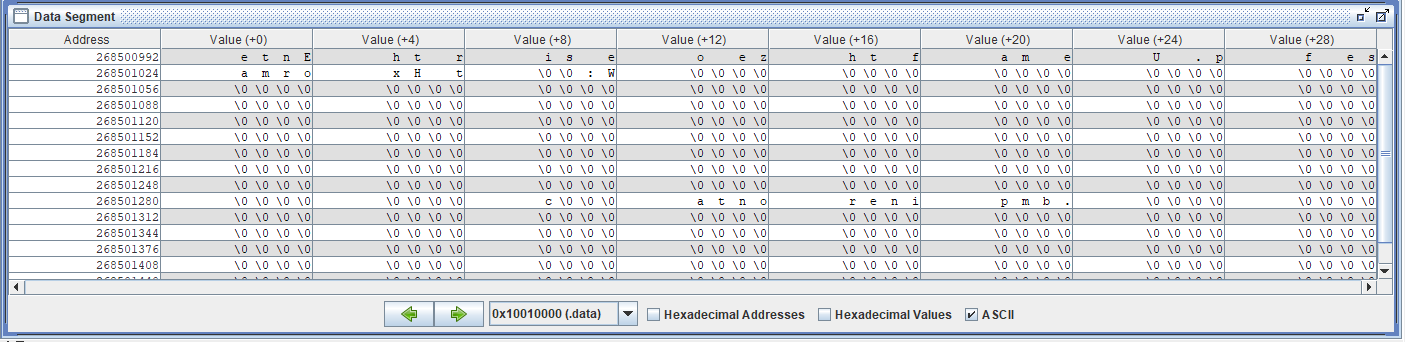 Data Segment
Address Value (+0) Value (+4) Value (+8) Value (+12) Value (+16) Value (+20) Value (+24) Value (+28)
268500992 e t n E h t r i s e o e z h t f a m e U . p f e s
268501024 a m r o x H t \0 \0 : W \0 \0 \0 \0 \0 \0 \0 \0 \0 \0 \0 \0 \0 \0 \0 \0 \0 \0 \0 \0
268501056 \0 \0 \0 \0 \0 \0 \0 \0 \0 \0 \0 \0 \0 \0 \0 \0 \0 \0 \0 \0 \0 \0 \0 \0 \0 \0 \0 \0 \0 \0 \0 \0
268501088 \0 \0 \0 \0 \0 \0 \0 \0 \0 \0 \0 \0 \0 \0 \0 \0 \0 \0 \0 \0 \0 \0 \0 \0 \0 \0 \0 \0 \0 \0 \0 \0
268501120 \0 \0 \0 \0 \0 \0 \0 \0 \0 \0 \0 \0 \0 \0 \0 \0 \0 \0 \0 \0 \0 \0 \0 \0 \0 \0 \0 \0 \0 \0 \0 \0
268501152 \0 \0 \0 \0 \0 \0 \0 \0 \0 \0 \0 \0 \0 \0 \0 \0 \0 \0 \0 \0 \0 \0 \0 \0 \0 \0 \0 \0 \0 \0 \0 \0
268501184 \0 \0 \0 \0 \0 \0 \0 \0 \0 \0 \0 \0 \0 \0 \0 \0 \0 \0 \0 \0 \0 \0 \0 \0 \0 \0 \0 \0 \0 \0 \0 \0
268501216 \0 \0 \0 \0 \0 \0 \0 \0 \0 \0 \0 \0 \0 \0 \0 \0 \0 \0 \0 \0 \0 \0 \0 \0 \0 \0 \0 \0 \0 \0 \0 \0
268501248 \0 \0 \0 \0 \0 \0 \0 \0 \0 \0 \0 \0 \0 \0 \0 \0 \0 \0 \0 \0 \0 \0 \0 \0 \0 \0 \0 \0 \0 \0 \0 \0
268501280 \0 \0 \0 \0 \0 \0 \0 \0 c \0 \0 \0 a t n o r e n i p m b . \0 \0 \0 \0 \0 \0 \0 \0
268501312 \0 \0 \0 \0 \0 \0 \0 \0 \0 \0 \0 \0 \0 \0 \0 \0 \0 \0 \0 \0 \0 \0 \0 \0 \0 \0 \0 \0 \0 \0 \0 \0
268501344 \0 \0 \0 \0 \0 \0 \0 \0 \0 \0 \0 \0 \0 \0 \0 \0 \0 \0 \0 \0 \0 \0 \0 \0 \0 \0 \0 \0 \0 \0 \0 \0
268501376 \0 \0 \0 \0 \0 \0 \0 \0 \0 \0 \0 \0 \0 \0 \0 \0 \0 \0 \0 \0 \0 \0 \0 \0 \0 \0 \0 \0 \0 \0 \0 \0
268501408 \0 \0 \0 \0 \0 \0 \0 \0 \0 \0 \0 \0 \0 \0 \0 \0 \0 \0 \0 \0 \0 \0 \0 \0 \0 \0 \0 \0 \0 \0 \0 \0
0x10010000 (.data) Hexadecimal Addresses Hexadecimal Values ASCII